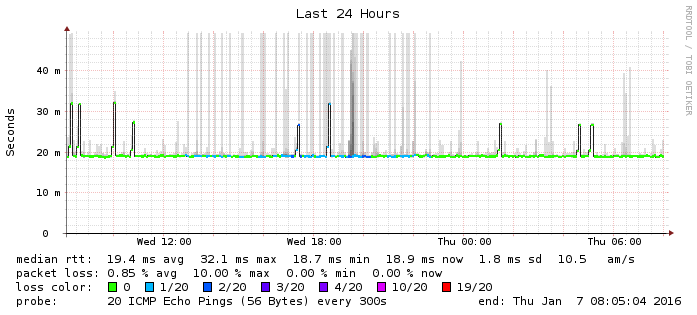 Last 24 Hours
RRDTOOL / TOBI OETIKER
Seconds
40 m
30 m
20 m
10 m
0
Wed 12:00 Wed 18:00 Thu 00:00 Thu 06:00
median rtt: 19.4 ms avg 32.1 ms max 18.7 ms min 18.9 ms now 1.8 ms sd 10.5 am/s
packet loss: 0.85 % avg 10.00 % max 0.00 % min 0.00 % now
loss color: 0 1/20 2/20 3/20 4/20 10/20 19/20
probe: 20 ICMP Echo Pings (56 Bytes) every 300s end: Thu Jan 7 08:05:04 2016